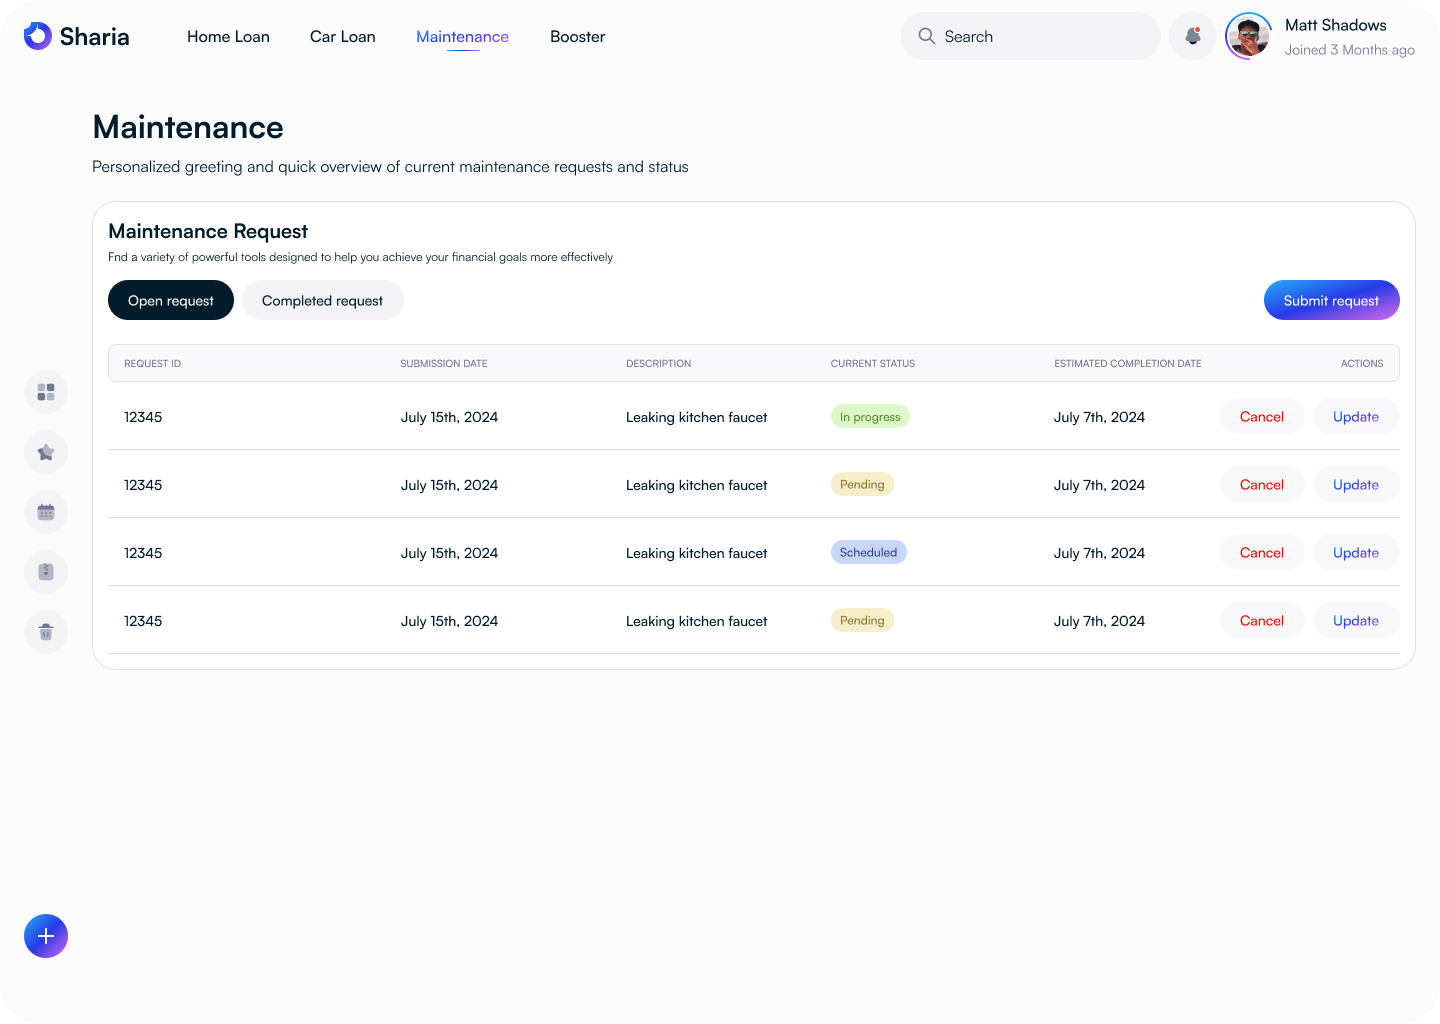 Sharia
Home Loan
Car Loan
Maintenance
Booster
Search
Matt Shadows
Joined 3 Months ago
Maintenance
Personalized greeting and quick overview of current maintenance requests and status
Maintenance Request
Fnd a variety of powerful tools designed to help you achieve your financial goals more effectively
Open request
Completed request
Submit request
REQUEST ID SUBMISSION DATE DESCRIPTION CURRENT STATUS ESTIMATED COMPLETION DATE ACTIONS
12345 July 15th, 2024 Leaking kitchen faucet In progress July 7th, 2024 Cancel Update
12345 July 15th, 2024 Leaking kitchen faucet Pending July 7th, 2024 Cancel Update
12345 July 15th, 2024 Leaking kitchen faucet Scheduled July 7th, 2024 Cancel Update
12345 July 15th, 2024 Leaking kitchen faucet Pending July 7th, 2024 Cancel Update